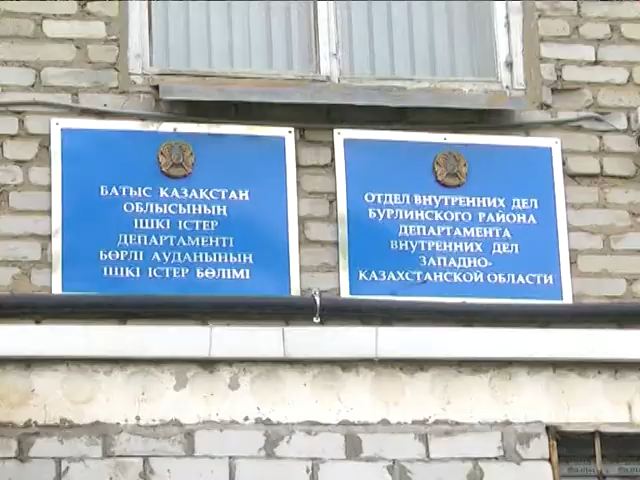 БАТЫС ҚАЗАҚСТАН
ОБЛЫСЫНЫҢ
ІШКІ ІСТЕР
ДЕПАРТАМЕНТІ
БӨРЛІ АУДАНЫНЫҢ
ІШКІ ІСТЕР БӨЛІМІ
ОТДЕЛ ВНУТРЕННИХ ДЕЛ
БУРЛИНСКОГО РАЙОНА
ДЕПАРТАМЕНТА
ВНУТРЕННИХ ДЕЛ
ЗАПАДНО-
КАЗАХСТАНСКОЙ ОБЛАСТИ